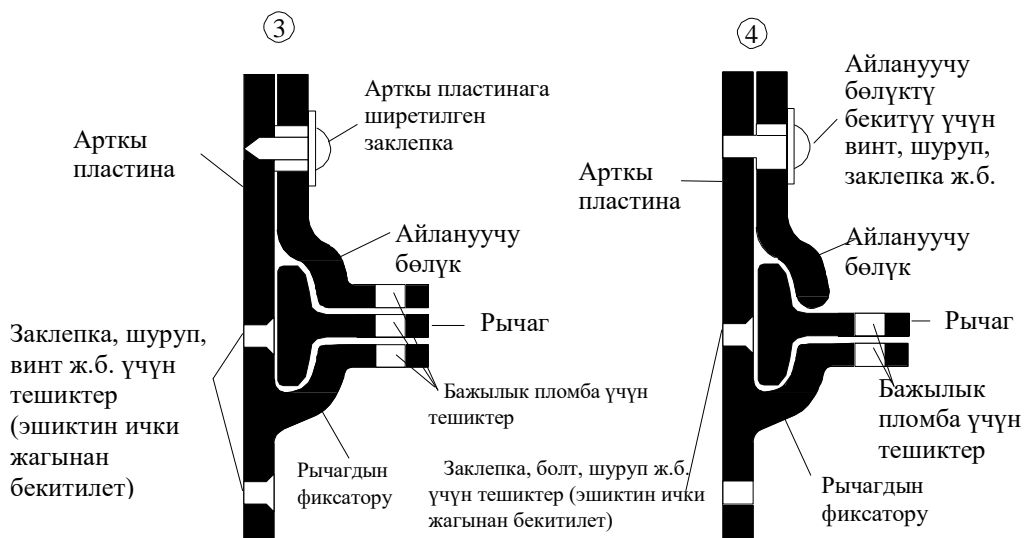 3
Арткы пластинага
ширетилген
заклепка
Арткы
пластина
Айлануучу
бөлүк
Рычаг
Заклепка, шуруп,
винт ж.б. үчүн
тешиктер
(эшиктин ички
жагынан
бекитилет)
Бажылык пломба үчүн
тешиктер
Рычагдын
фиксатору
4
Айлануучу
бөлүктү
бекитүү үчүн
винт, шуруп,
заклепка ж.б.
Арткы
пластина
Айлануучу
бөлүк
Рычаг
Бажылык
пломба үчүн
тешиктер
Заклепка, болт, шуруп ж.б.
үчүн тешиктер (эшиктин ички
жагынан бекитилет)
Рычагдын
фиксатору